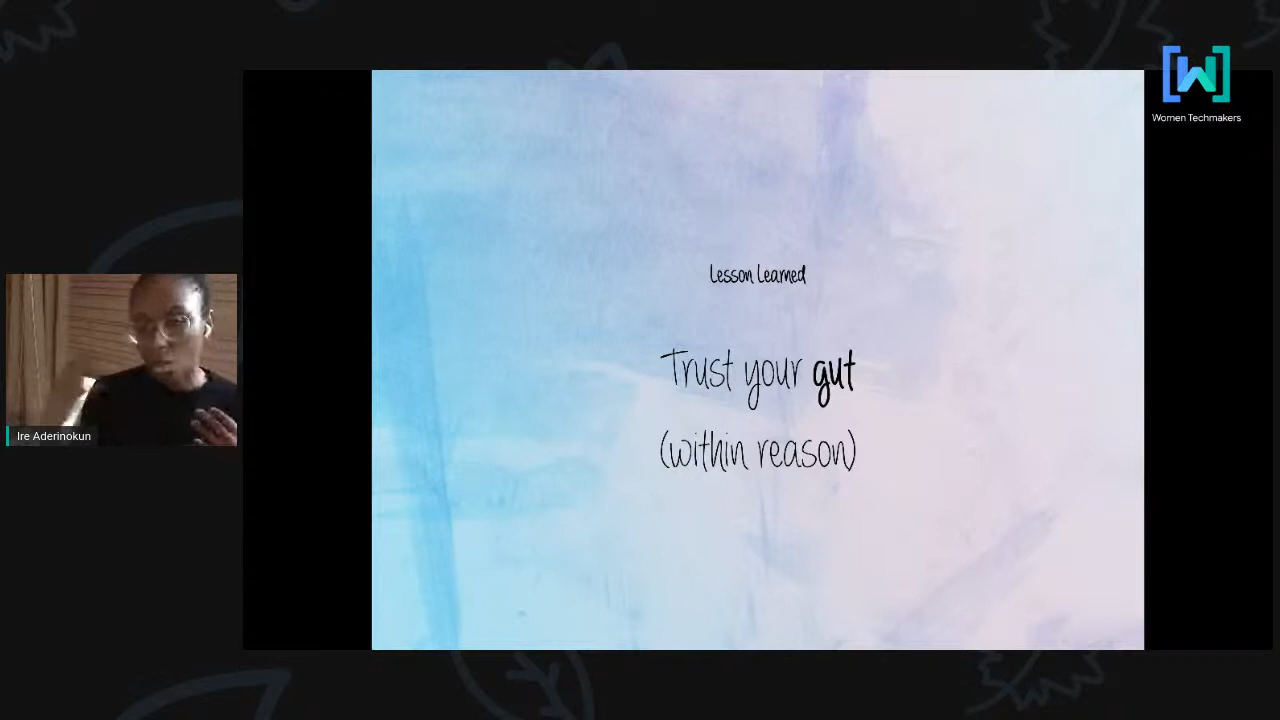 Women Techmakers
Lesson Learned
Trust your gut
(within reason)
Ire Aderinokun